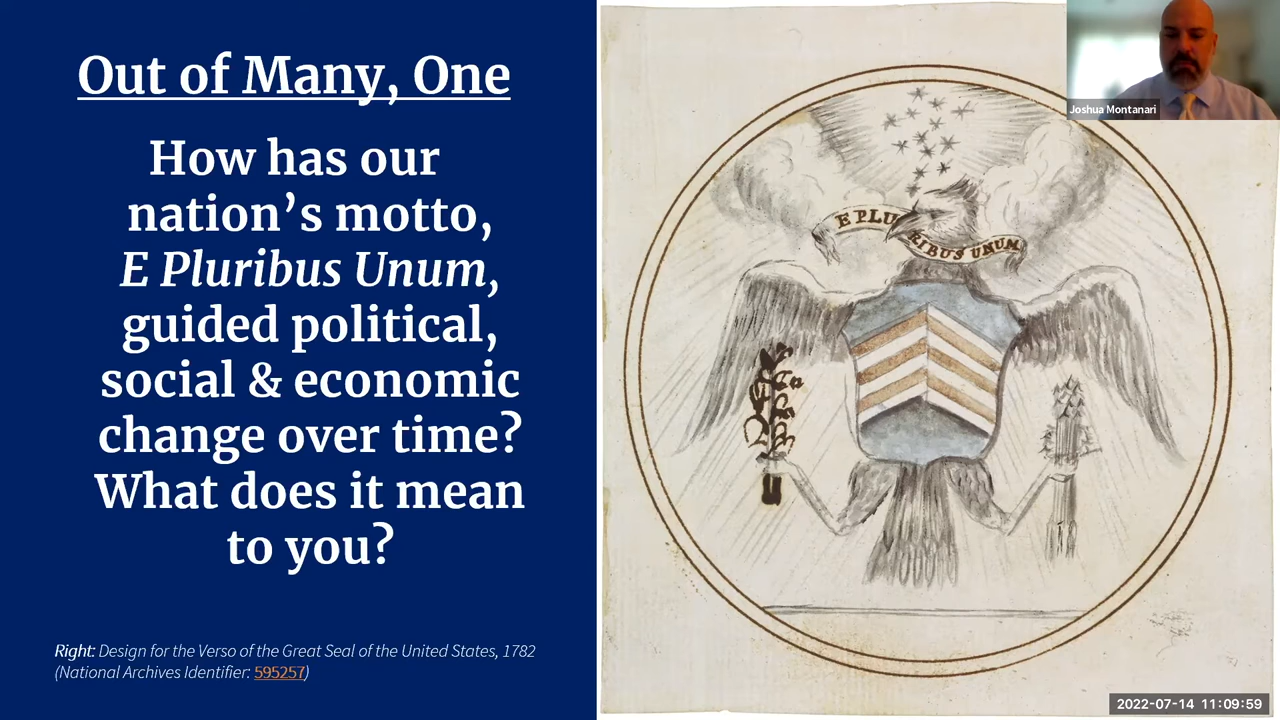 Out of Many, One
How has our
nation’s motto,
E Pluribus Unum,
guided political,
social & economic
change over time?
What does it mean
to you?
Right: Design for the Verso of the Great Seal of the United States, 1782
(National Archives Identifier: 595257)
Joshua Montanari
E PLU
RIBUS UNUM
2022-07-14 11:09:59